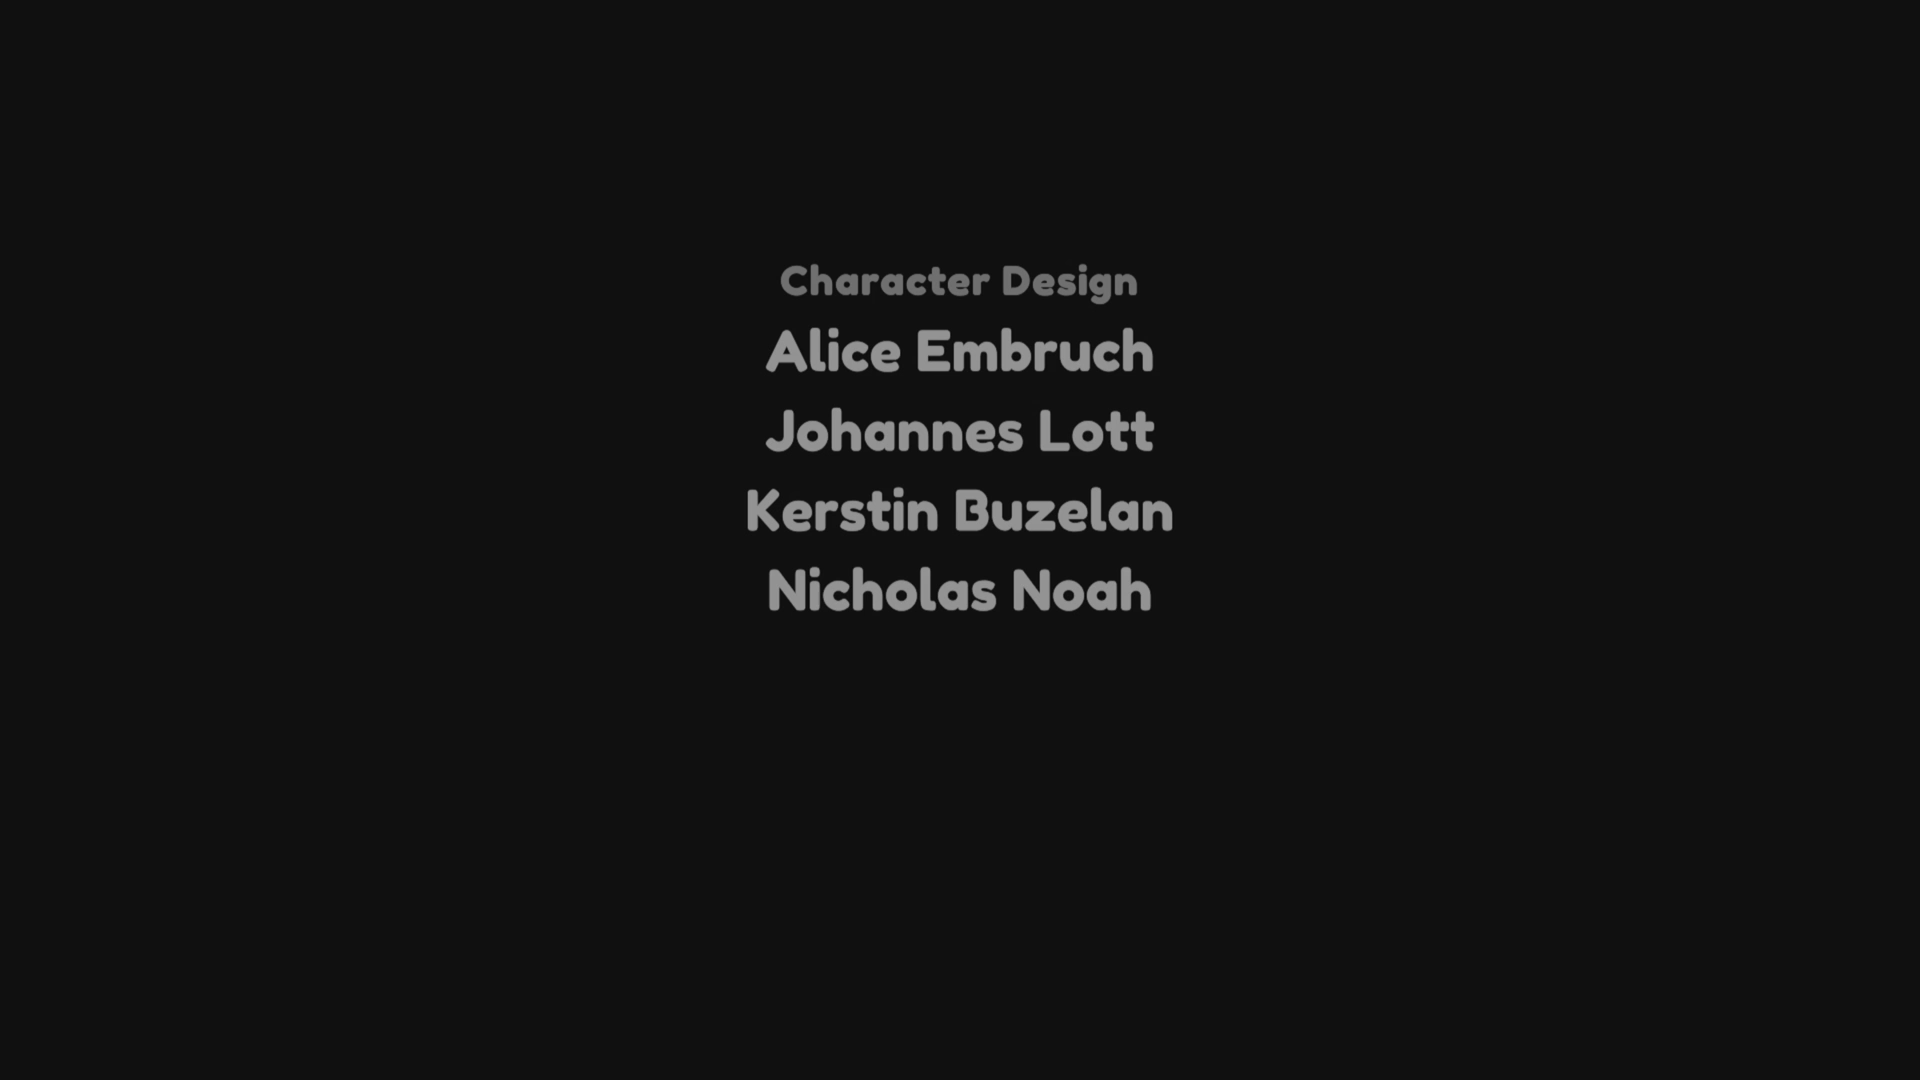 Character Design
Alice Embruch
Johannes Lott
Kerstin Buzelan
Nicholas Noah